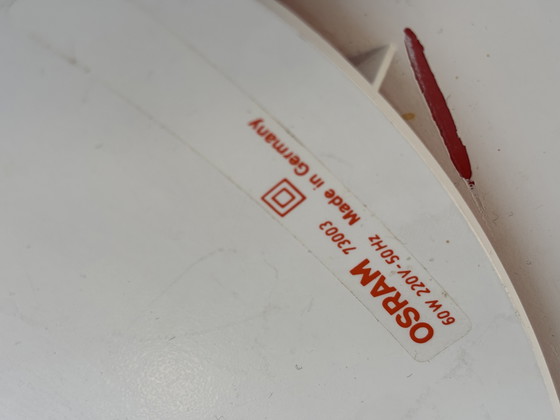 OSRAM 73003
60W 220V-50Hz Made in Germany